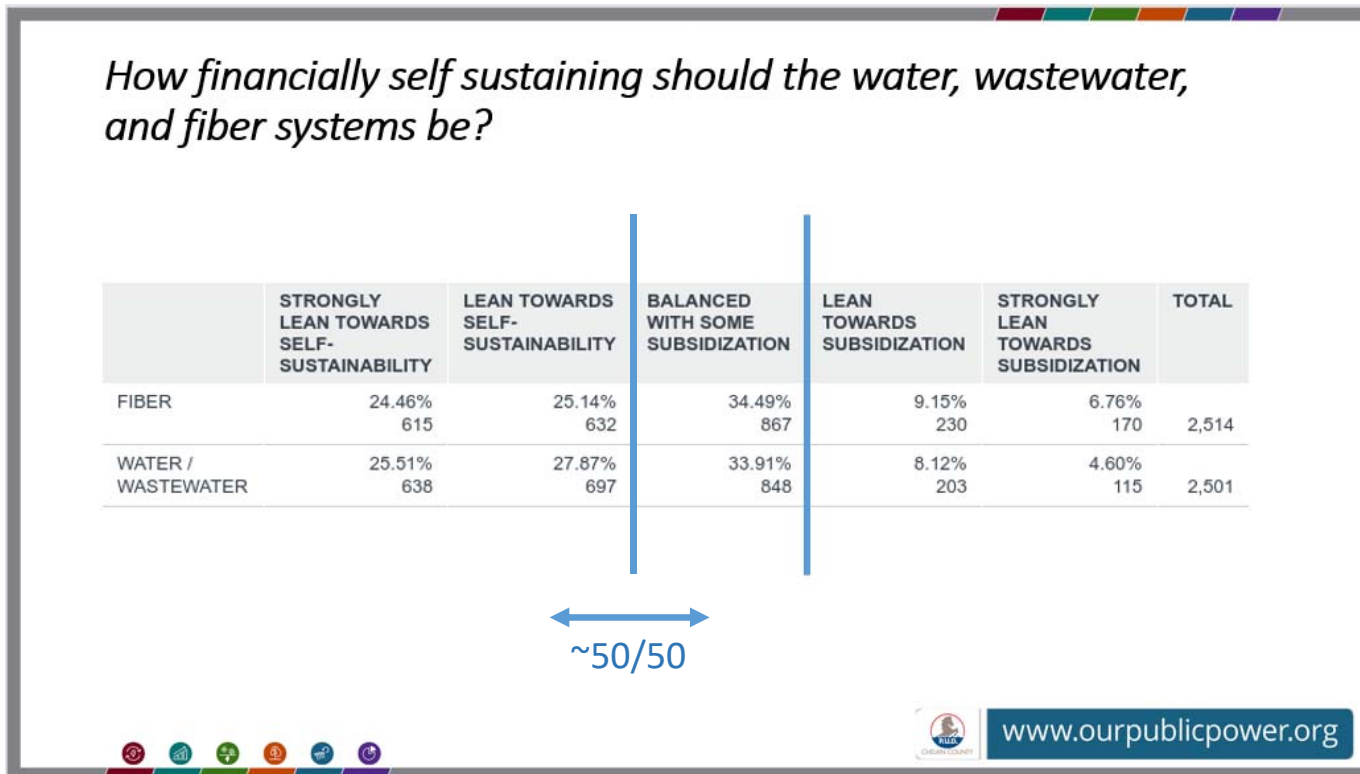 How financially self sustaining should the water, wastewater,
and fiber systems be?
STRONGLY LEAN TOWARDS SELF-SUSTAINABILITY
LEAN TOWARDS SELF-SUSTAINABILITY
BALANCED WITH SOME SUBSIDIZATION
LEAN TOWARDS SUBSIDIZATION
STRONGLY LEAN TOWARDS SUBSIDIZATION
TOTAL
FIBER 24.46% 25.14% 34.49% 9.15% 6.76%
615 632 867 230 170 2,514
WATER / 25.51% 27.87% 33.91% 8.12% 4.60%
WASTEWATER 638 697 848 203 115 2,501
~50/50
P.U.D.
CHELAN COUNTY
www.ourpublicpower.org